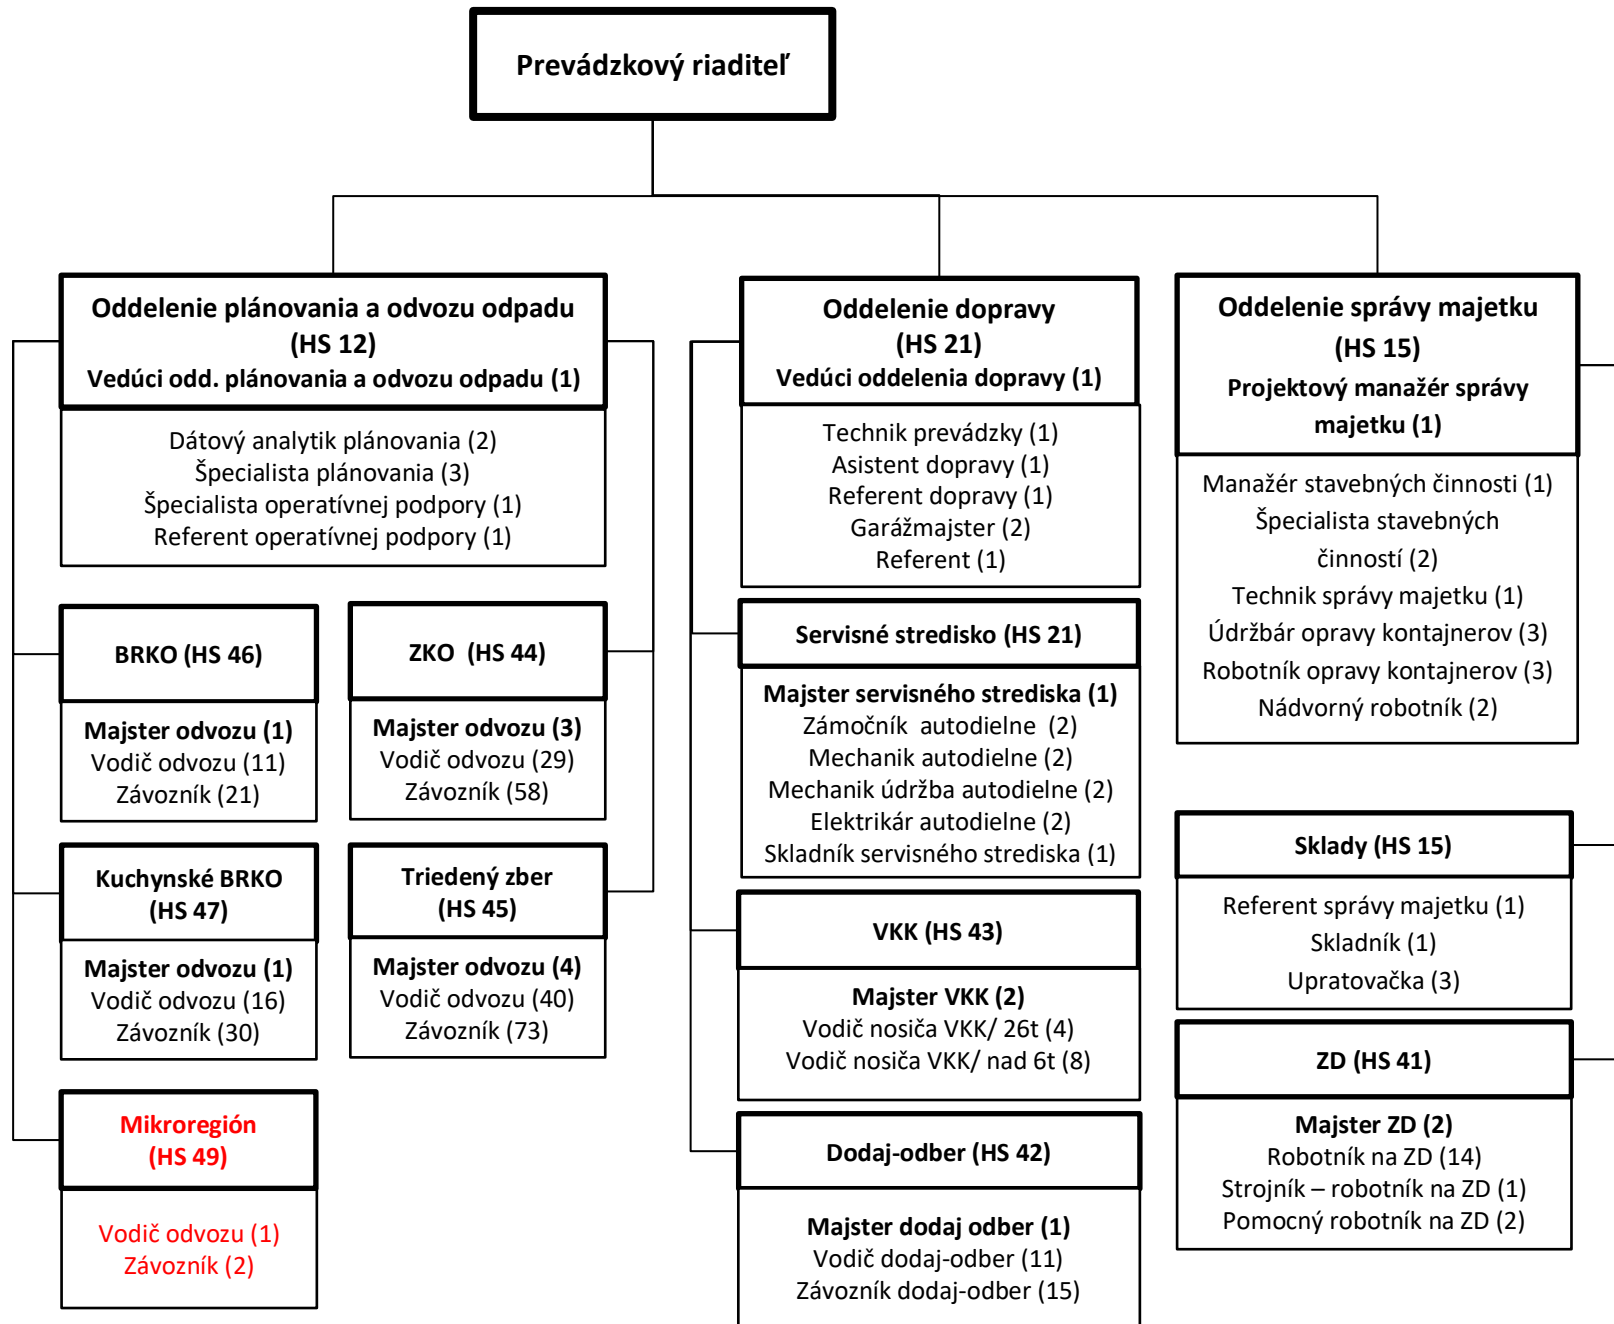 Prevádzkový riaditeľ
Oddelenie plánovania a odvozu odpadu
(HS 12)
Vedúci odd. plánovania a odvozu odpadu (1)
Dátový analytik plánovania (2)
Špecialista plánovania (3)
Špecialista operatívnej podpory (1)
Referent operatívnej podpory (1)
BRKO (HS 46)
Majster odvozu (1)
Vodič odvozu (11)
Závozník (21)
ZKO (HS 44)
Majster odvozu (3)
Vodič odvozu (29)
Závozník (58)
Kuchynské BRKO
(HS 47)
Majster odvozu (1)
Vodič odvozu (16)
Závozník (30)
Triedený zber
(HS 45)
Majster odvozu (4)
Vodič odvozu (40)
Závozník (73)
Mikroregión
(HS 49)
Vodič odvozu (1)
Závozník (2)
Oddelenie dopravy
(HS 21)
Vedúci oddelenia dopravy (1)
Technik prevádzky (1)
Asistent dopravy (1)
Referent dopravy (1)
Garážmajster (2)
Referent (1)
Servisné stredisko (HS 21)
Majster servisného strediska (1)
Zámočník autodielne (2)
Mechanik autodielne (2)
Mechanik údržba autodielne (2)
Elektrikár autodielne (2)
Skladník servisného strediska (1)
VKK (HS 43)
Majster VKK (2)
Vodič nosiča VKK/ 26t (4)
Vodič nosiča VKK/ nad 6t (8)
Dodaj-odber (HS 42)
Majster dodaj odber (1)
Vodič dodaj-odber (11)
Závozník dodaj-odber (15)
Oddelenie správy majetku
(HS 15)
Projektový manažér správy
majetku (1)
Manažér stavebných činnosti (1)
Špecialista stavebných
činností (2)
Technik správy majetku (1)
Údržbár opravy kontajnerov (3)
Robotník opravy kontajnerov (3)
Nádvorný robotník (2)
Sklady (HS 15)
Referent správy majetku (1)
Skladník (1)
Upratovačka (3)
ZD (HS 41)
Majster ZD (2)
Robotník na ZD (14)
Strojník – robotník na ZD (1)
Pomocný robotník na ZD (2)